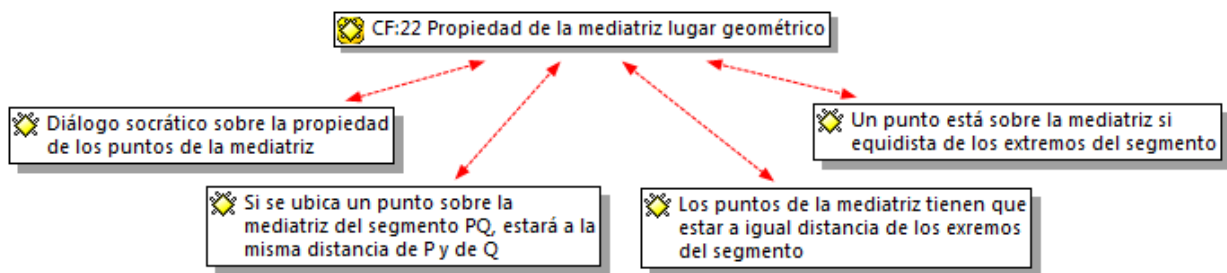 CF:22 Propiedad de la mediatriz lugar geométrico
Diálogo socrático sobre la propiedad
de los puntos de la mediatriz
Un punto está sobre la mediatriz si
equidista de los extremos del segmento
Si se ubica un punto sobre la
mediatriz del segmento PQ, estará a la
misma distancia de P y de Q
Los puntos de la mediatriz tienen que
estar a igual distancia de los exremos
del segmento